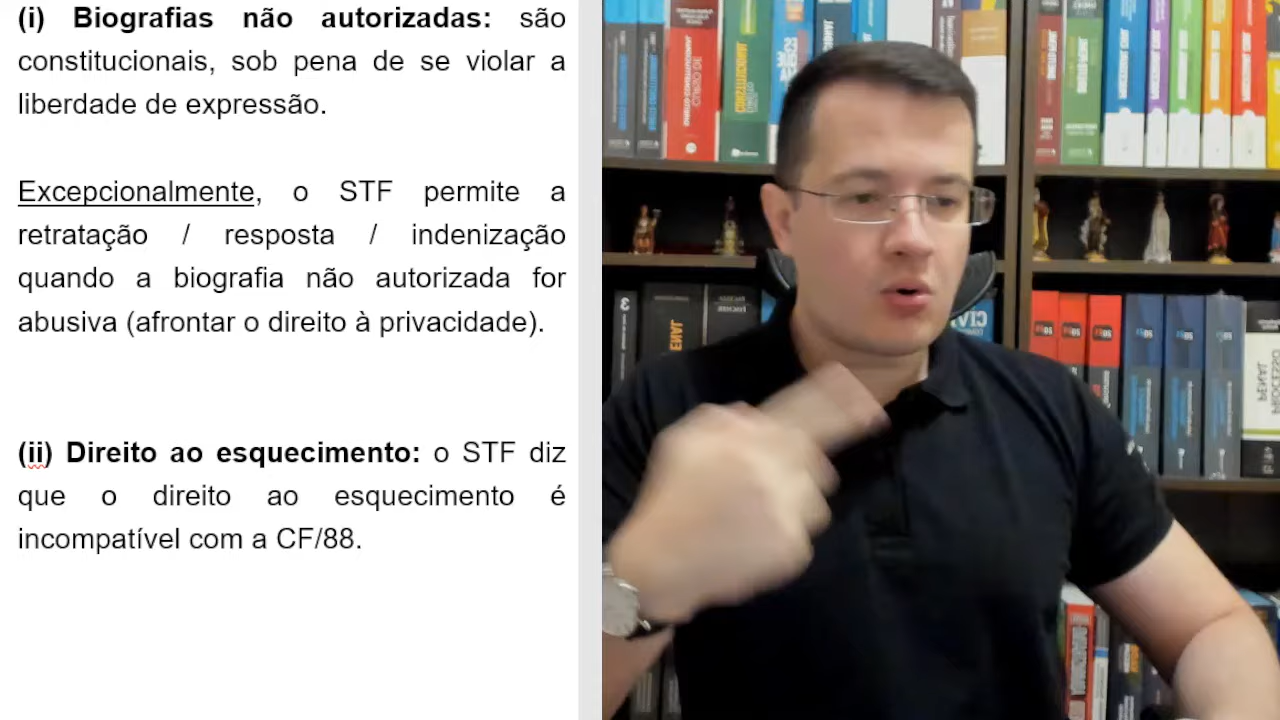 (i) Biografias não autorizadas: são
constitucionais, sob pena de se violar a
liberdade de expressão.
Excepcionalmente, o STF permite a
retratação / resposta / indenização
quando a biografia não autorizada for
abusiva (afrontar o direito à privacidade).
(ii) Direito ao esquecimento: o STF diz
que o direito ao esquecimento é
incompatível com a CF/88.